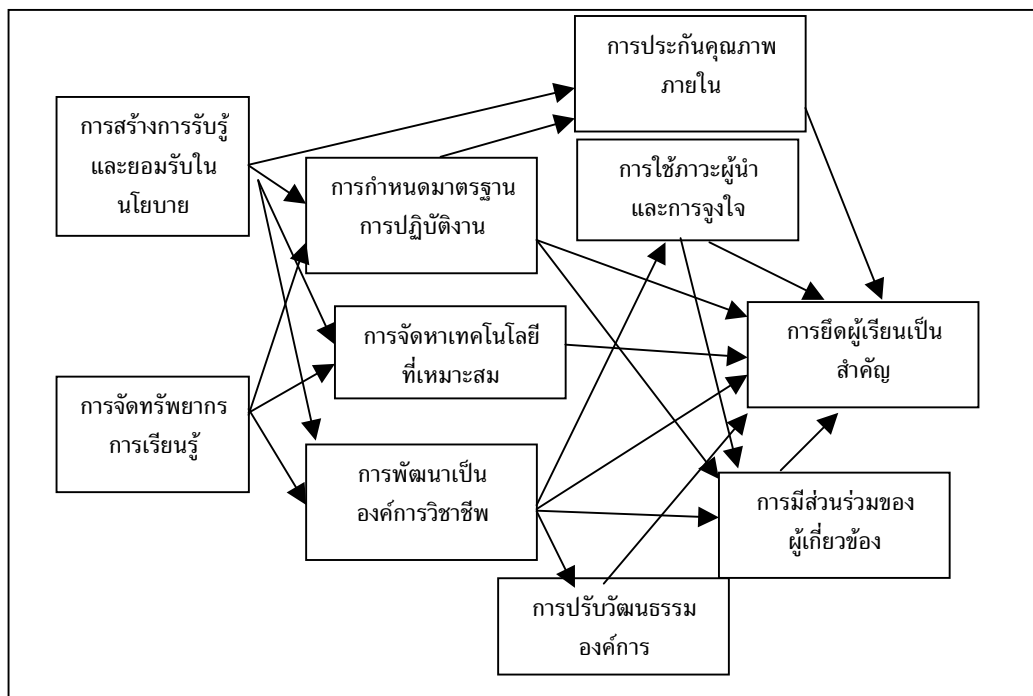 การประกันคุณภาพ
ภายใน
การสร้างการรับรู้
และยอมรับใน
นโยบาย
การใช้ภาวะผู้นำ
และการจูงใจ
การกำหนดมาตรฐาน
การปฏิบัติงาน
การยึดผู้เรียนเป็น
สำคัญ
การจัดหาเทคโนโลยี
ที่เหมาะสม
การจัดทรัพยากร
การเรียนรู้
การพัฒนาเป็น
องค์การวิชาชีพ
การมีส่วนร่วมของ
ผู้เกี่ยวข้อง
การปรับวัฒนธรรม
องค์การ